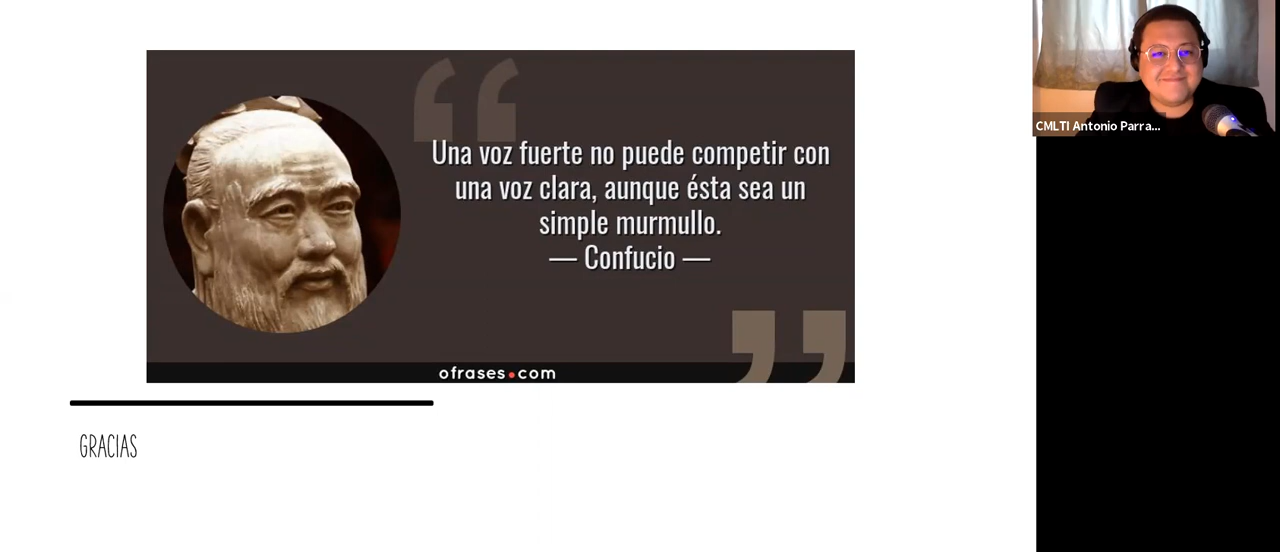 Una voz fuerte no puede competir con
una voz clara, aunque ésta sea un
simple murmullo.
— Confucio —
ofrases.com
GRACIAS
CMLTI Antonio Parra...